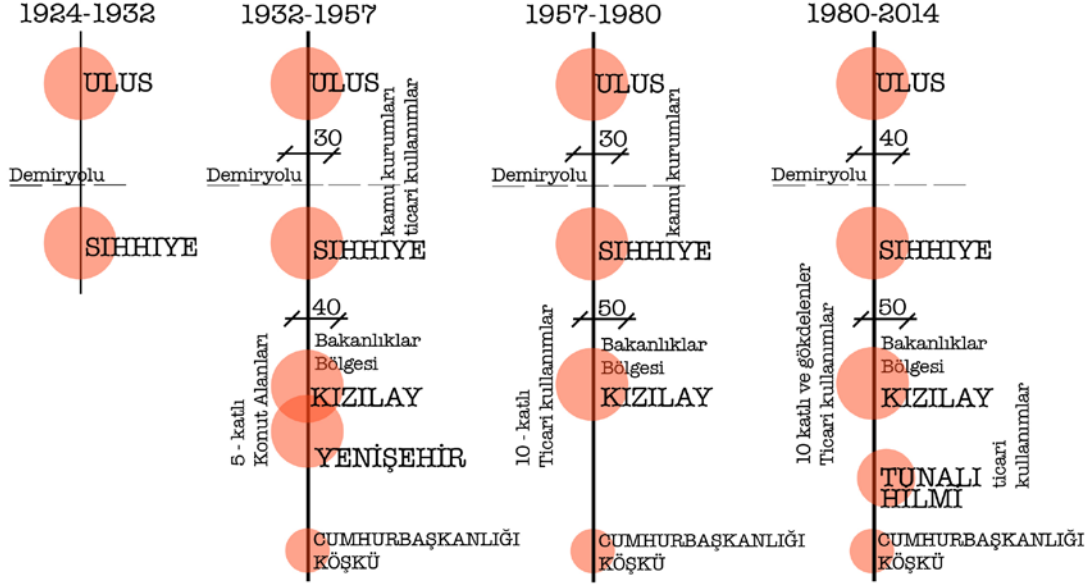 1924-1932
ULUS
Demiryolu
SIHHIYE
1932-1957
ULUS
kamu kurumları
ticari kullanımlar
30
Demiryolu
SIHHIYE
40
Bakanlıklar
Bölgesi
5 - katlı
Konut Alanları
KIZILAY
YENİŞEHİR
CUMHURBAŞKANLIĞI
KÖŞKÜ
1957-1980
ULUS
kamu kurumları
30
Demiryolu
SIHHIYE
50
Bakanlıklar
Bölgesi
10 - katlı
Ticari kullanımlar
KIZILAY
CUMHURBAŞKANLIĞI
KÖŞKÜ
1980-2014
ULUS
40
Demiryolu
SIHHIYE
50
Bakanlıklar
Bölgesi
10 katlı ve gökdelenler
Ticari kullanımlar
KIZILAY
TUNALI
HİLMİ
ticari
kullanımlar
CUMHURBAŞKANLIĞI
KÖŞKÜ